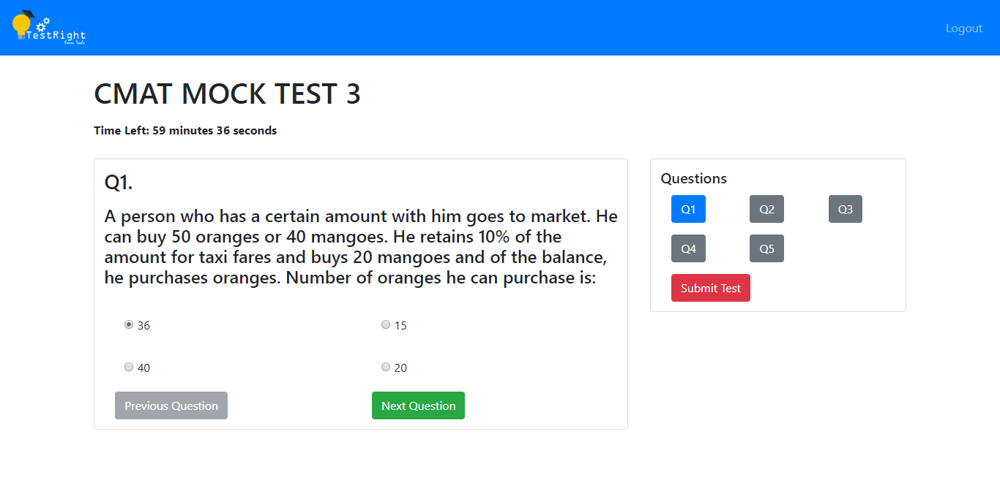 TestRight
Logout
CMAT MOCK TEST 3
Time Left: 59 minutes 36 seconds
Q1.
A person who has a certain amount with him goes to market. He
can buy 50 oranges or 40 mangoes. He retains 10% of the
amount for taxi fares and buys 20 mangoes and of the balance,
he purchases oranges. Number of oranges he can purchase is:
36
15
40
20
Previous Question
Next Question
Questions
Q1
Q2
Q3
Q4
Q5
Submit Test